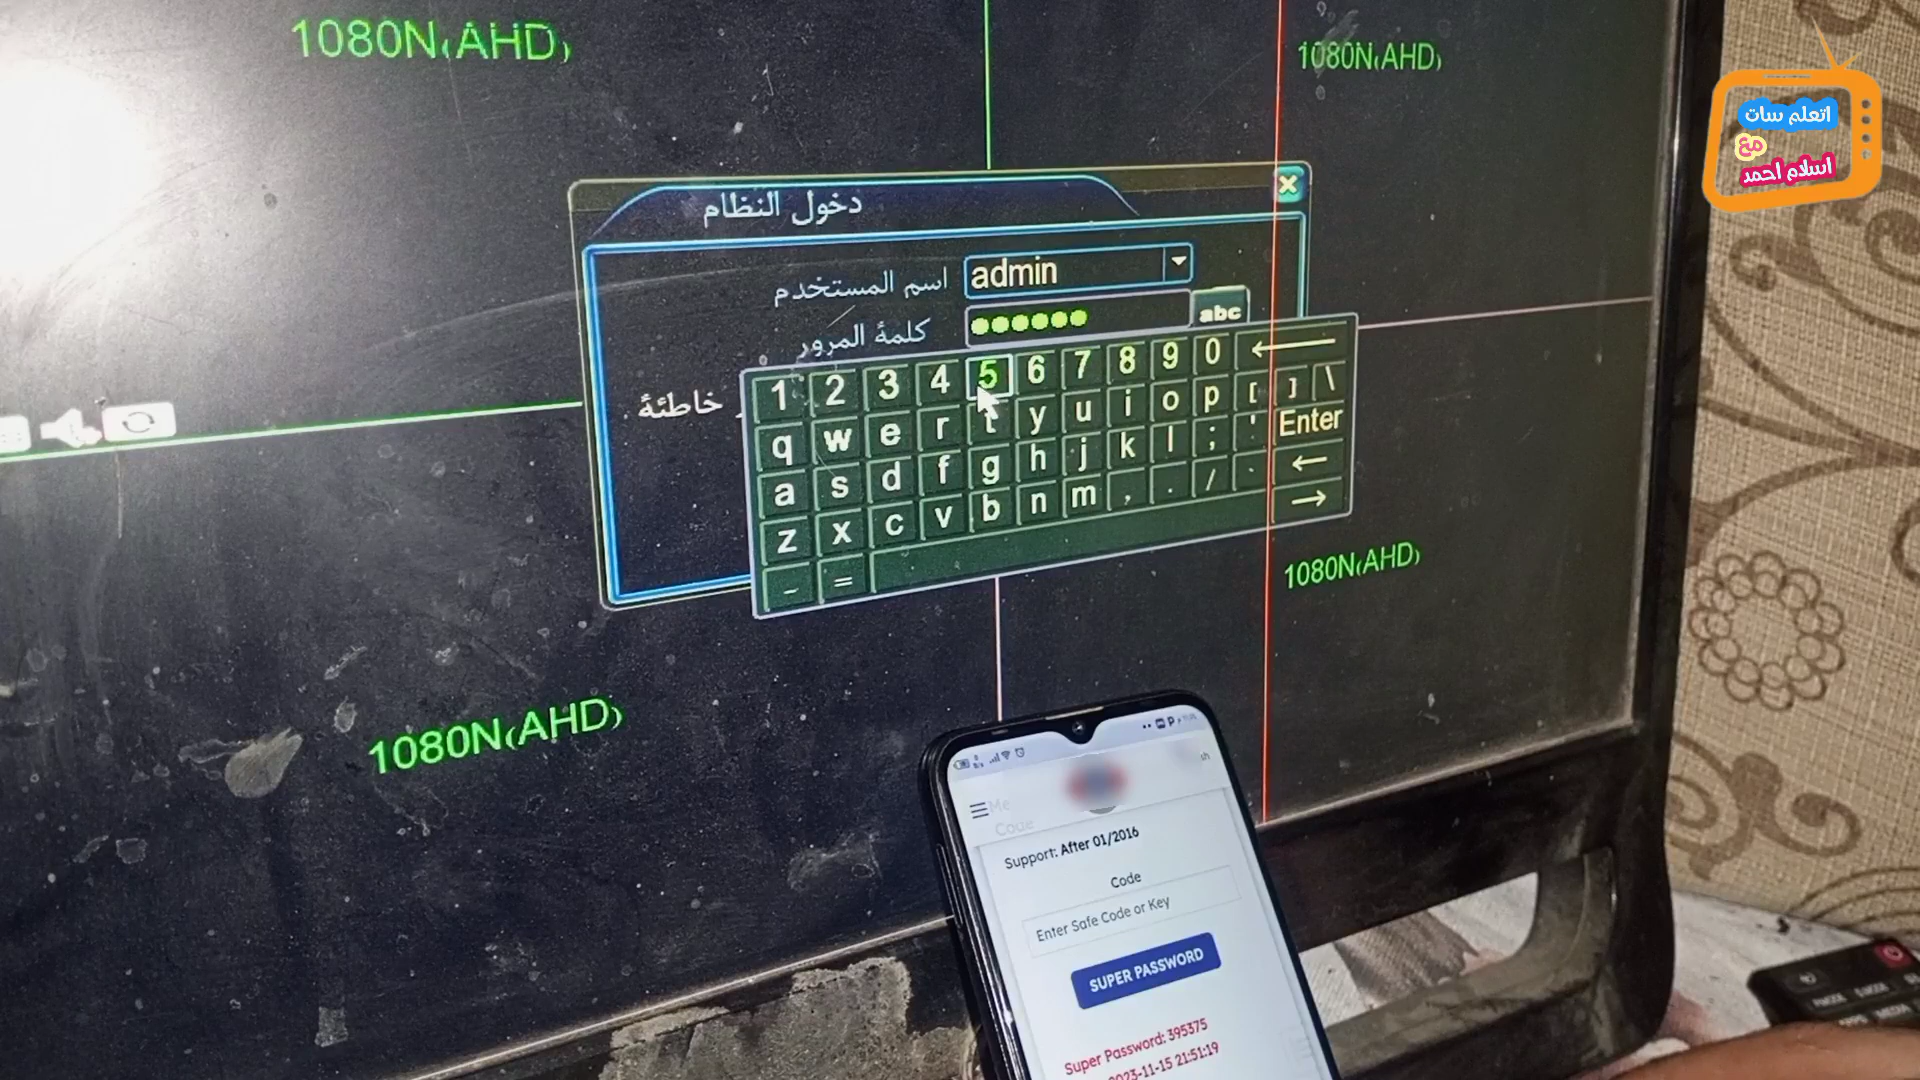 1080N(AHD)
1080N(AHD)
اتعلم سات
مع
اسلام احمد
دخول النظام
اسم المستخدم
admin
كلمة المرور
abc
خاطئة
1 2 3 4 5 6 7 8 9 0
q w e r t y u i o p [ ] \
a s d f g h j k l ; ' Enter
z x c v b n m , . / `
- =
1080N(AHD)
1080N(AHD)
Support: After 01/2016
Code
Enter Safe Code or Key
SUPER PASSWORD
Super Password: 395375
2023-11-15 21:51:19